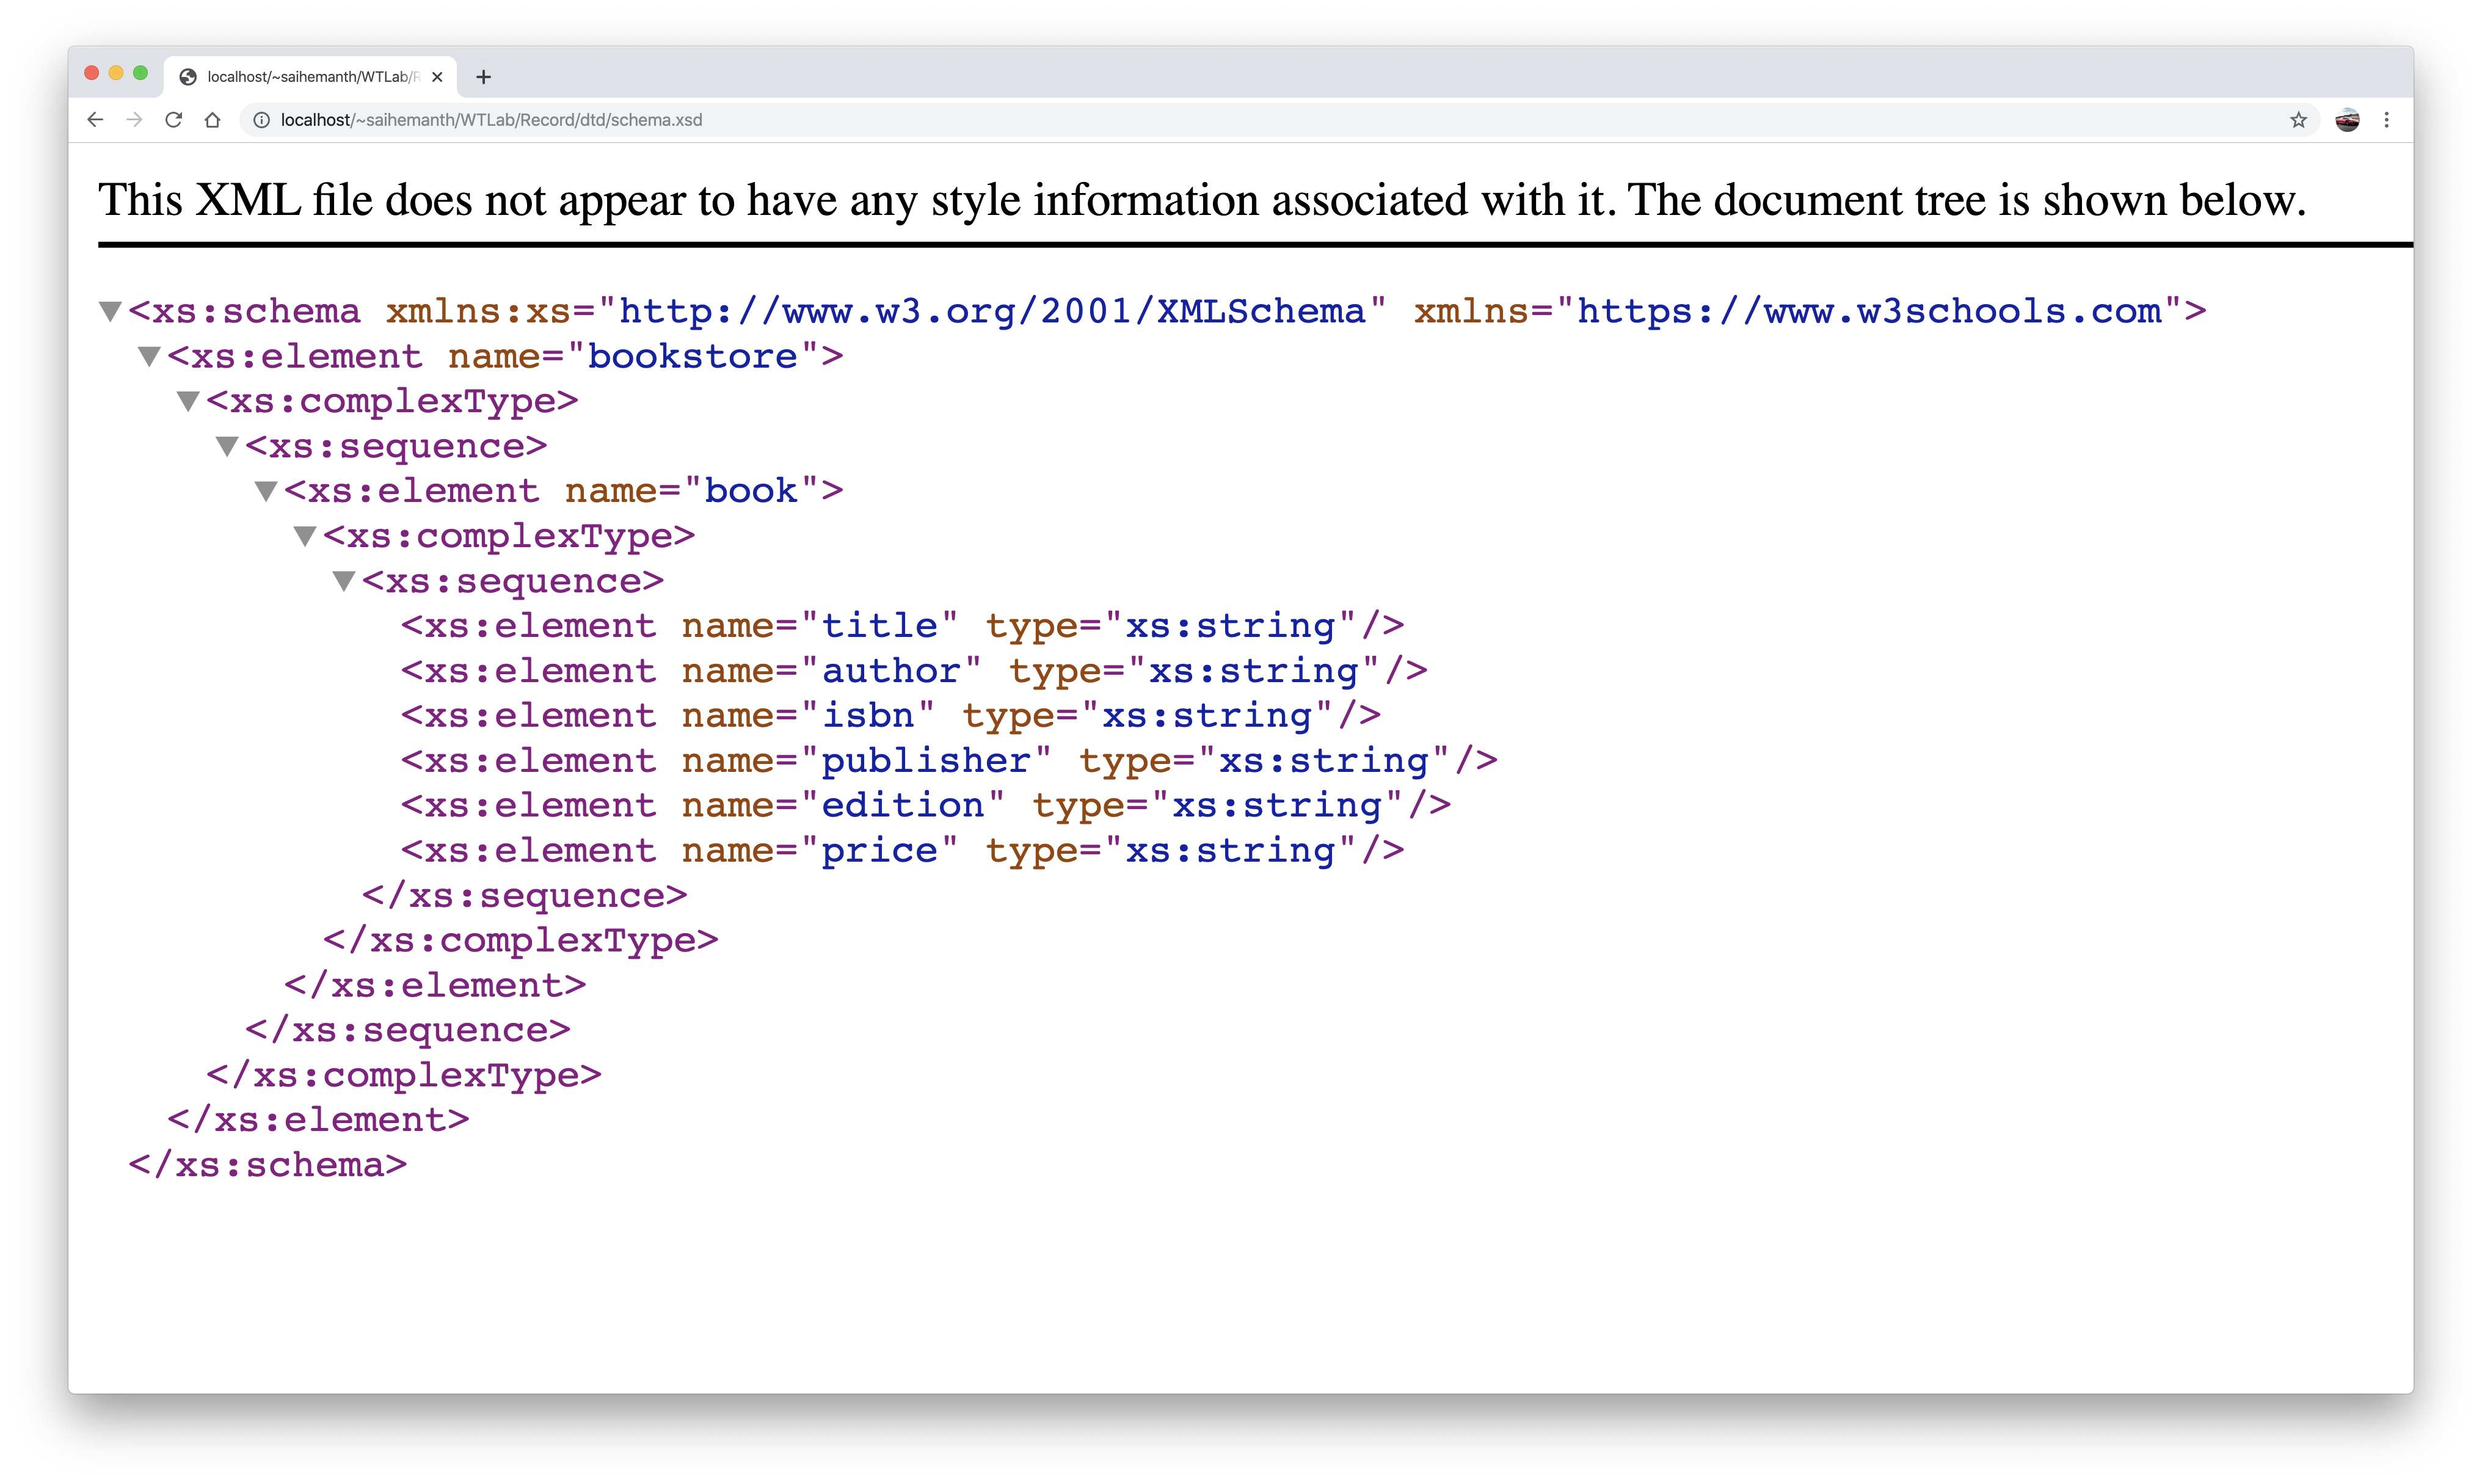 localhost/~saihemanth/WTLab/R
localhost/~saihemanth/WTLab/Record/dtd/schema.xsd
This XML file does not appear to have any style information associated with it. The document tree is shown below.
<xs:schema xmlns:xs="http://www.w3.org/2001/XMLSchema" xmlns="https://www.w3schools.com">
<xs:element name="bookstore">
<xs:complexType>
<xs:sequence>
<xs:element name="book">
<xs:complexType>
<xs:sequence>
<xs:element name="title" type="xs:string"/>
<xs:element name="author" type="xs:string"/>
<xs:element name="isbn" type="xs:string"/>
<xs:element name="publisher" type="xs:string"/>
<xs:element name="edition" type="xs:string"/>
<xs:element name="price" type="xs:string"/>
</xs:sequence>
</xs:complexType>
</xs:element>
</xs:sequence>
</xs:complexType>
</xs:element>
</xs:schema>